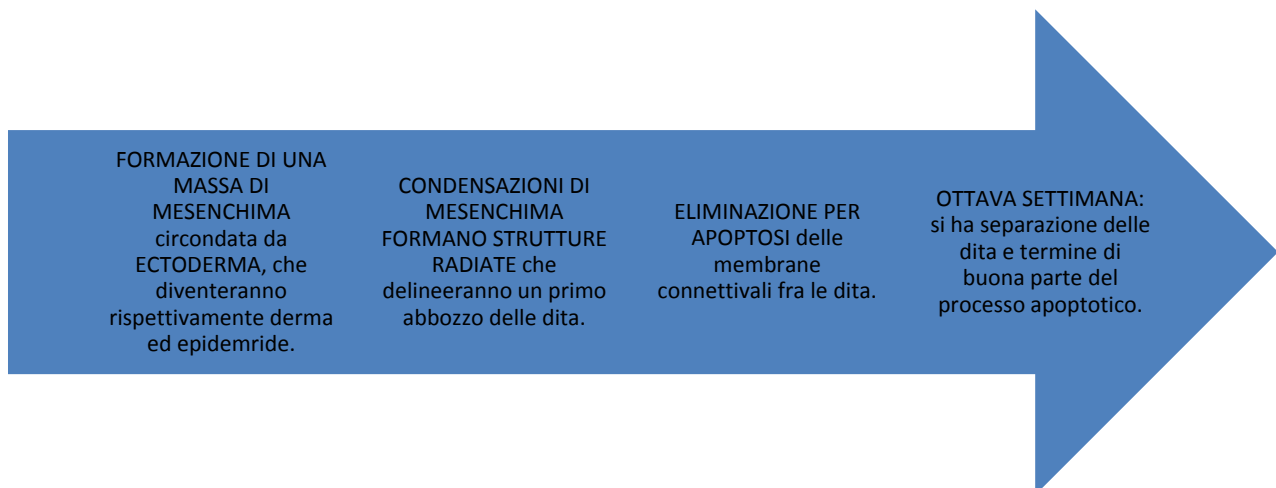 FORMAZIONE DI UNA
MASSA DI
MESENCHIMA
circondata da
ECTODERMA, che
diventeranno
rispettivamente derma
ed epidemride.
CONDENSAZIONI DI
MESENCHIMA
FORMANO STRUTTURE
RADIATE che
delineeranno un primo
abbozzo delle dita.
ELIMINAZIONE PER
APOPTOSI delle
membrane
connettivali fra le dita.
OTTAVA SETTIMANA:
si ha separazione delle
dita e termine di
buona parte del
processo apoptotico.